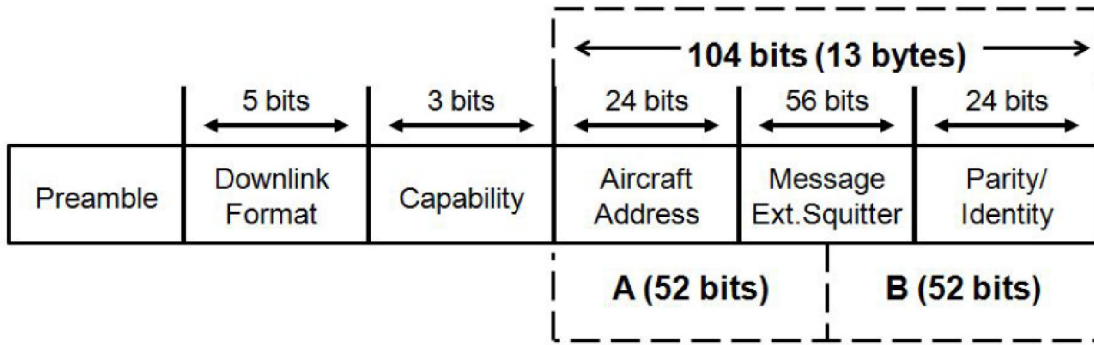 104 bits (13 bytes)
5 bits
3 bits
24 bits
56 bits
24 bits
Preamble
Downlink
Format
Capability
Aircraft
Address
Message
Ext.Squitter
Parity/
Identity
A (52 bits)
B (52 bits)